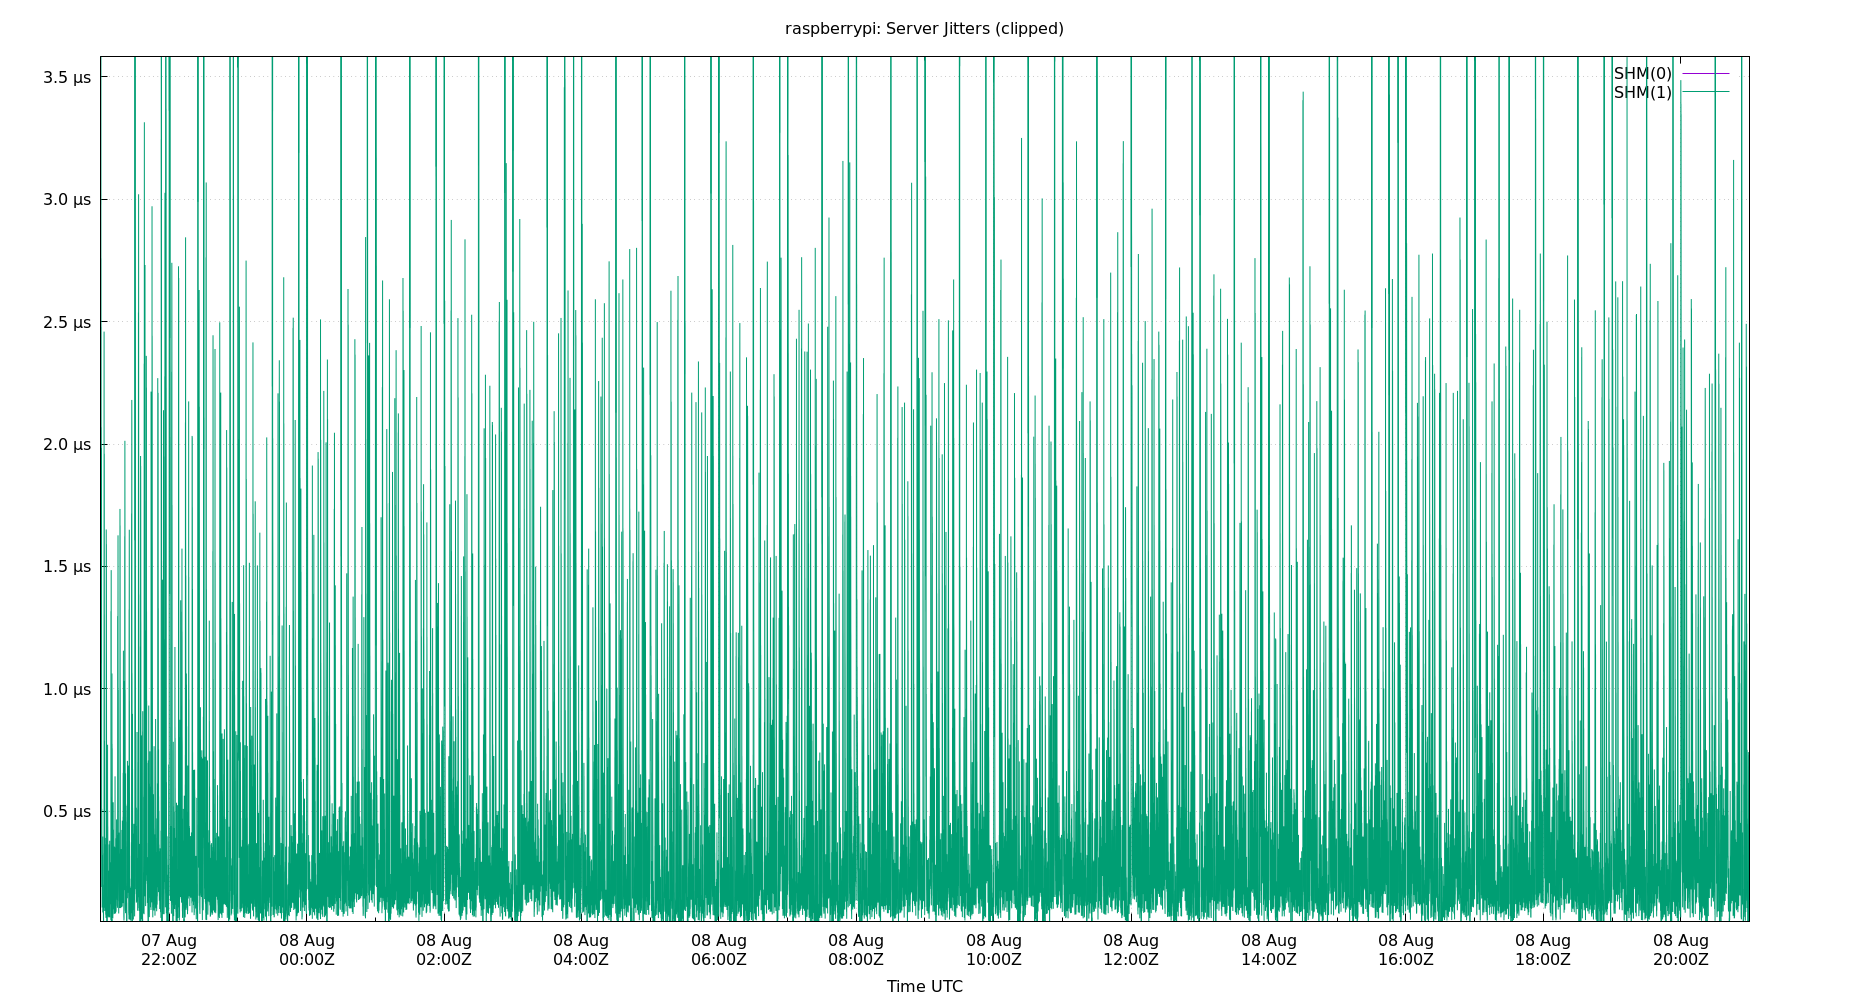 raspberrypi: Server Jitters (clipped)
3.5 µs
3.0 µs
2.5 µs
2.0 µs
1.5 µs
1.0 µs
0.5 µs
SHM(0)
SHM(1)
07 Aug 08 Aug 08 Aug 08 Aug 08 Aug 08 Aug 08 Aug 08 Aug 08 Aug 08 Aug 08 Aug 08 Aug
22:00Z 00:00Z 02:00Z 04:00Z 06:00Z 08:00Z 10:00Z 12:00Z 14:00Z 16:00Z 18:00Z 20:00Z
Time UTC